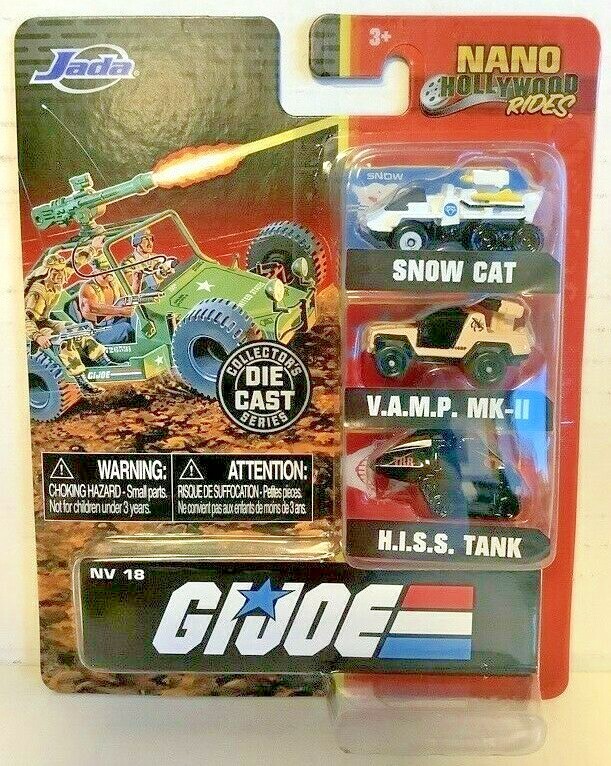 Jada
3+
NANO
HOLLYWOOD
RIDES
SNOW
SNOW CAT
V.A.M.P. MK-II
H.I.S.S. TANK
GIJOE
COLLECTOR'S
DIE
CAST
SERIES
WARNING:
CHOKING HAZARD - Small parts.
Not for children under 3 years.
ATTENTION:
RISQUE DE SUFFOCATION - Petites pièces.
Ne convient pas aux enfants de moins de 3 ans.
NV 18
GIJOE